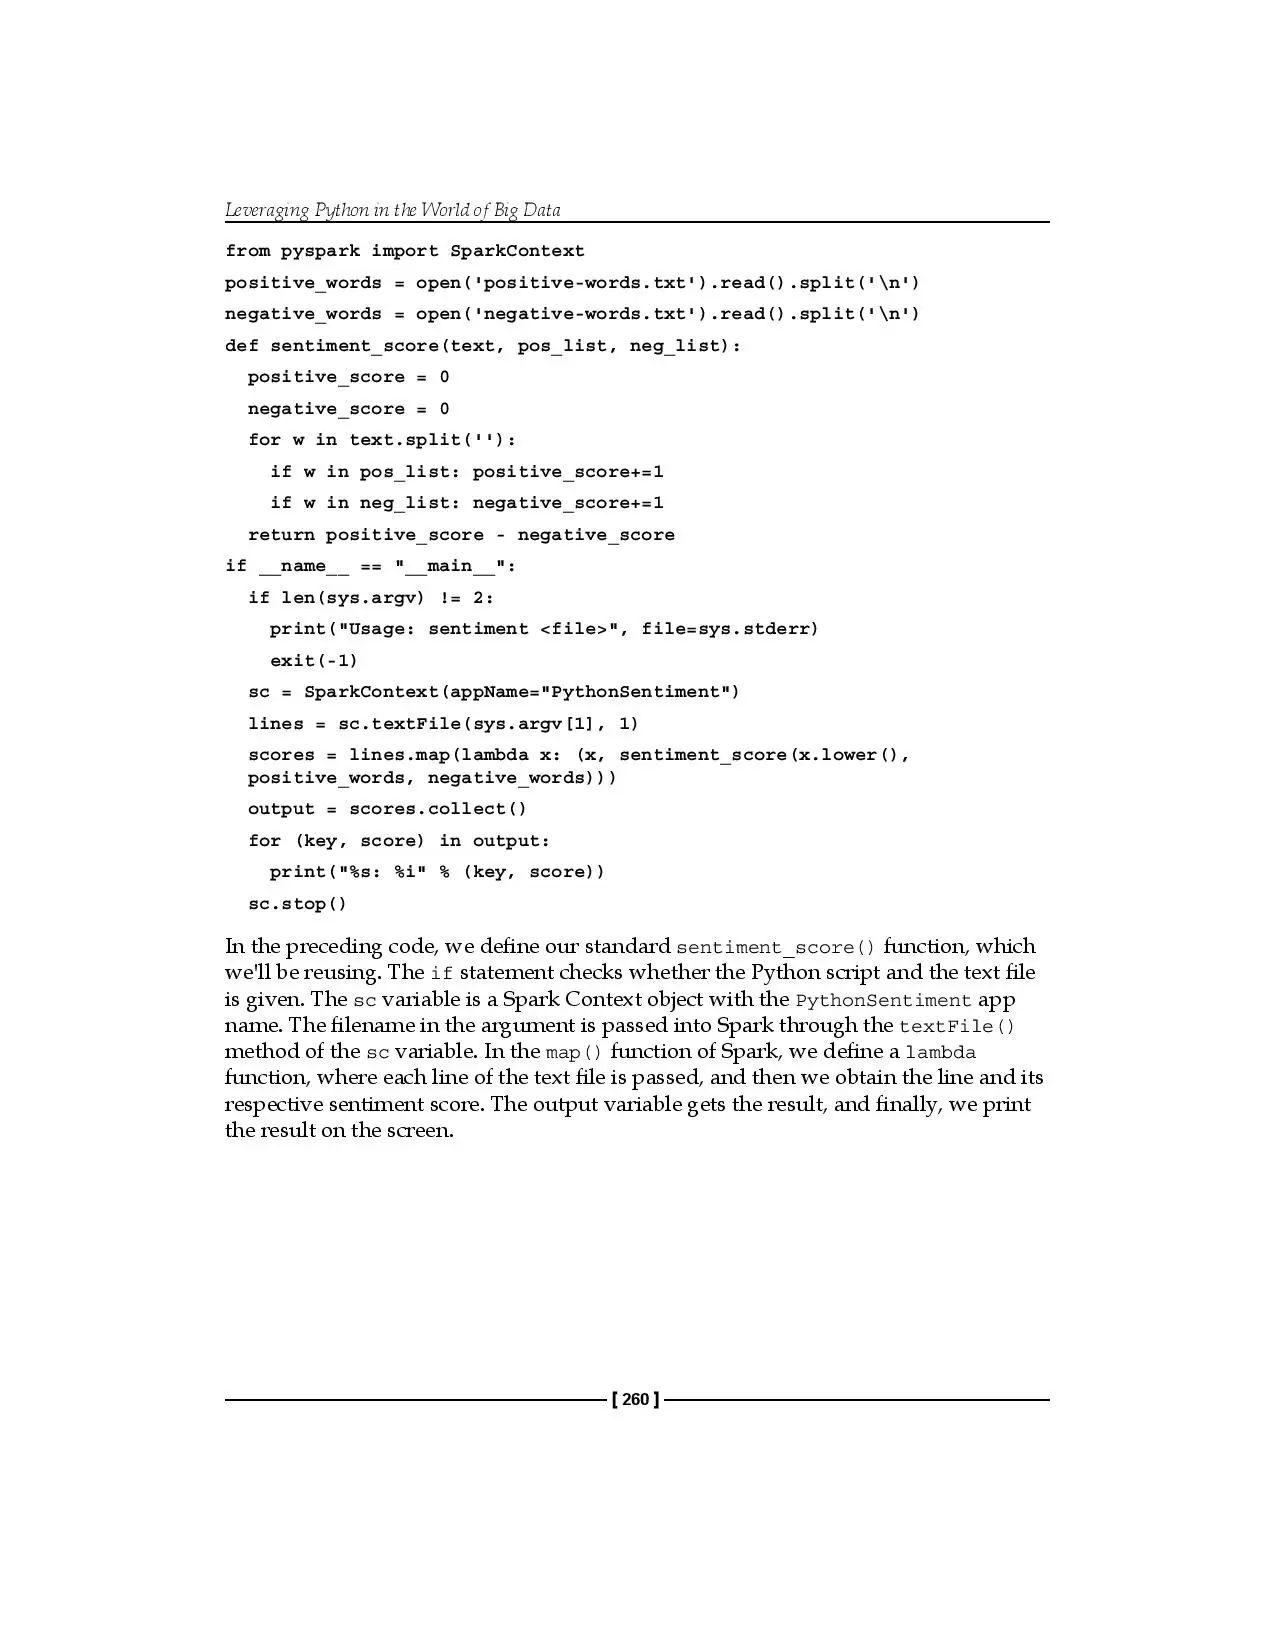 Leveraging Python in the World of Big Data
from pyspark import SparkContext
positive_words = open('positive-words.txt').read().split('\n')
negative_words = open('negative-words.txt').read().split('\n')
def sentiment_score(text, pos_list, neg_list):
  positive_score = 0
  negative_score = 0
  for w in text.split(''):
    if w in pos_list: positive_score+=1
    if w in neg_list: negative_score+=1
  return positive_score - negative_score
if __name__ == "__main__":
  if len(sys.argv) != 2:
    print("Usage: sentiment <file>", file=sys.stderr)
    exit(-1)
  sc = SparkContext(appName="PythonSentiment")
  lines = sc.textFile(sys.argv[1], 1)
  scores = lines.map(lambda x: (x, sentiment_score(x.lower(),
  positive_words, negative_words)))
  output = scores.collect()
  for (key, score) in output:
    print("%s: %i" % (key, score))
  sc.stop()
In the preceding code, we define our standard sentiment_score() function, which
we'll be reusing. The if statement checks whether the Python script and the text file
is given. The sc variable is a Spark Context object with the PythonSentiment app
name. The filename in the argument is passed into Spark through the textFile()
method of the sc variable. In the map() function of Spark, we define a lambda
function, where each line of the text file is passed, and then we obtain the line and its
respective sentiment score. The output variable gets the result, and finally, we print
the result on the screen.
[ 260 ]